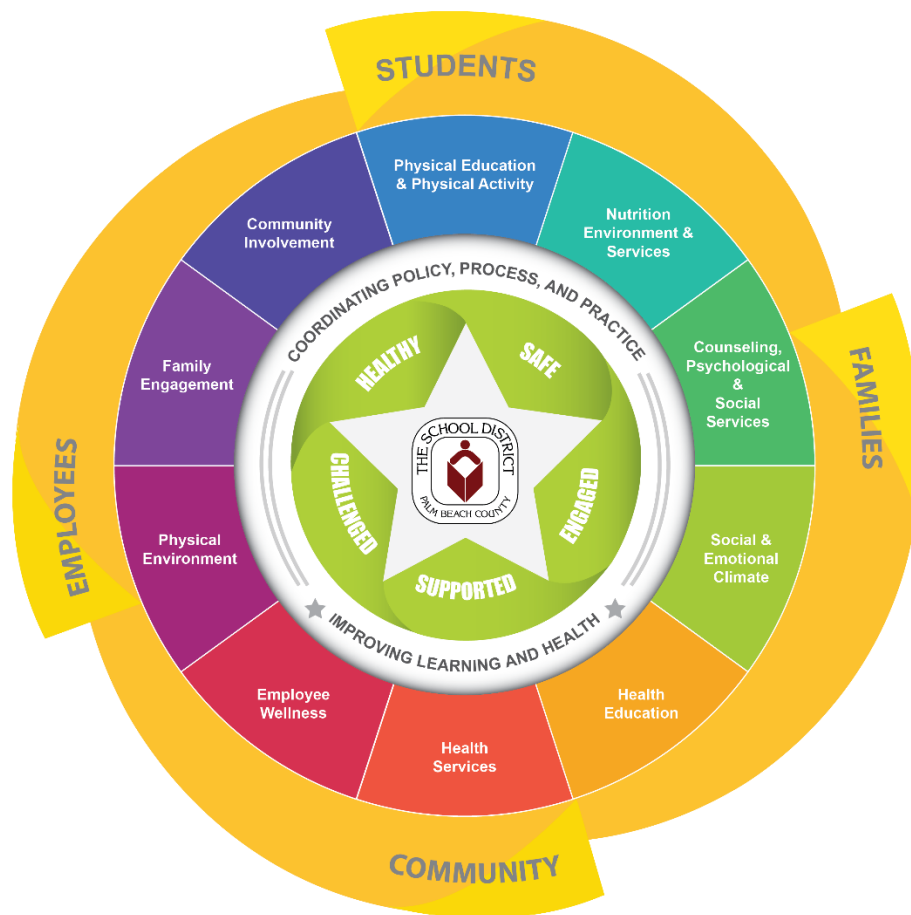 STUDENTS
FAMILIES
COMMUNITY
EMPLOYEES
Physical Education
& Physical Activity
Nutrition
Environment &
Services
Counseling,
Psychological
&
Social
Services
Social &
Emotional
Climate
Health
Education
Health
Services
Employee
Wellness
Physical
Environment
Family
Engagement
Community
Involvement
COORDINATING POLICY, PROCESS, AND PRACTICE
IMPROVING LEARNING AND HEALTH
HEALTHY
SAFE
ENGAGED
SUPPORTED
CHALLENGED
THE SCHOOL DISTRICT
PALM BEACH COUNTY